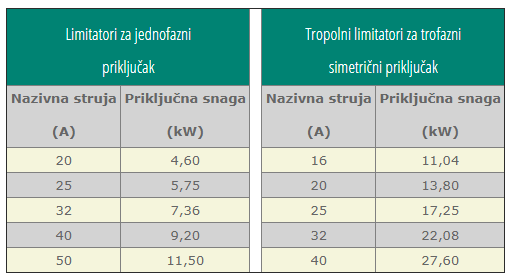 Limitatori za jednofazni
priključak
Nazivna struja Priključna snaga
(A) (kW)
20 4,60
25 5,75
32 7,36
40 9,20
50 11,50
Tropolni limitatori za trofazni
simetrični priključak
Nazivna struja Priključna snaga
(A) (kW)
16 11,04
20 13,80
25 17,25
32 22,08
40 27,60